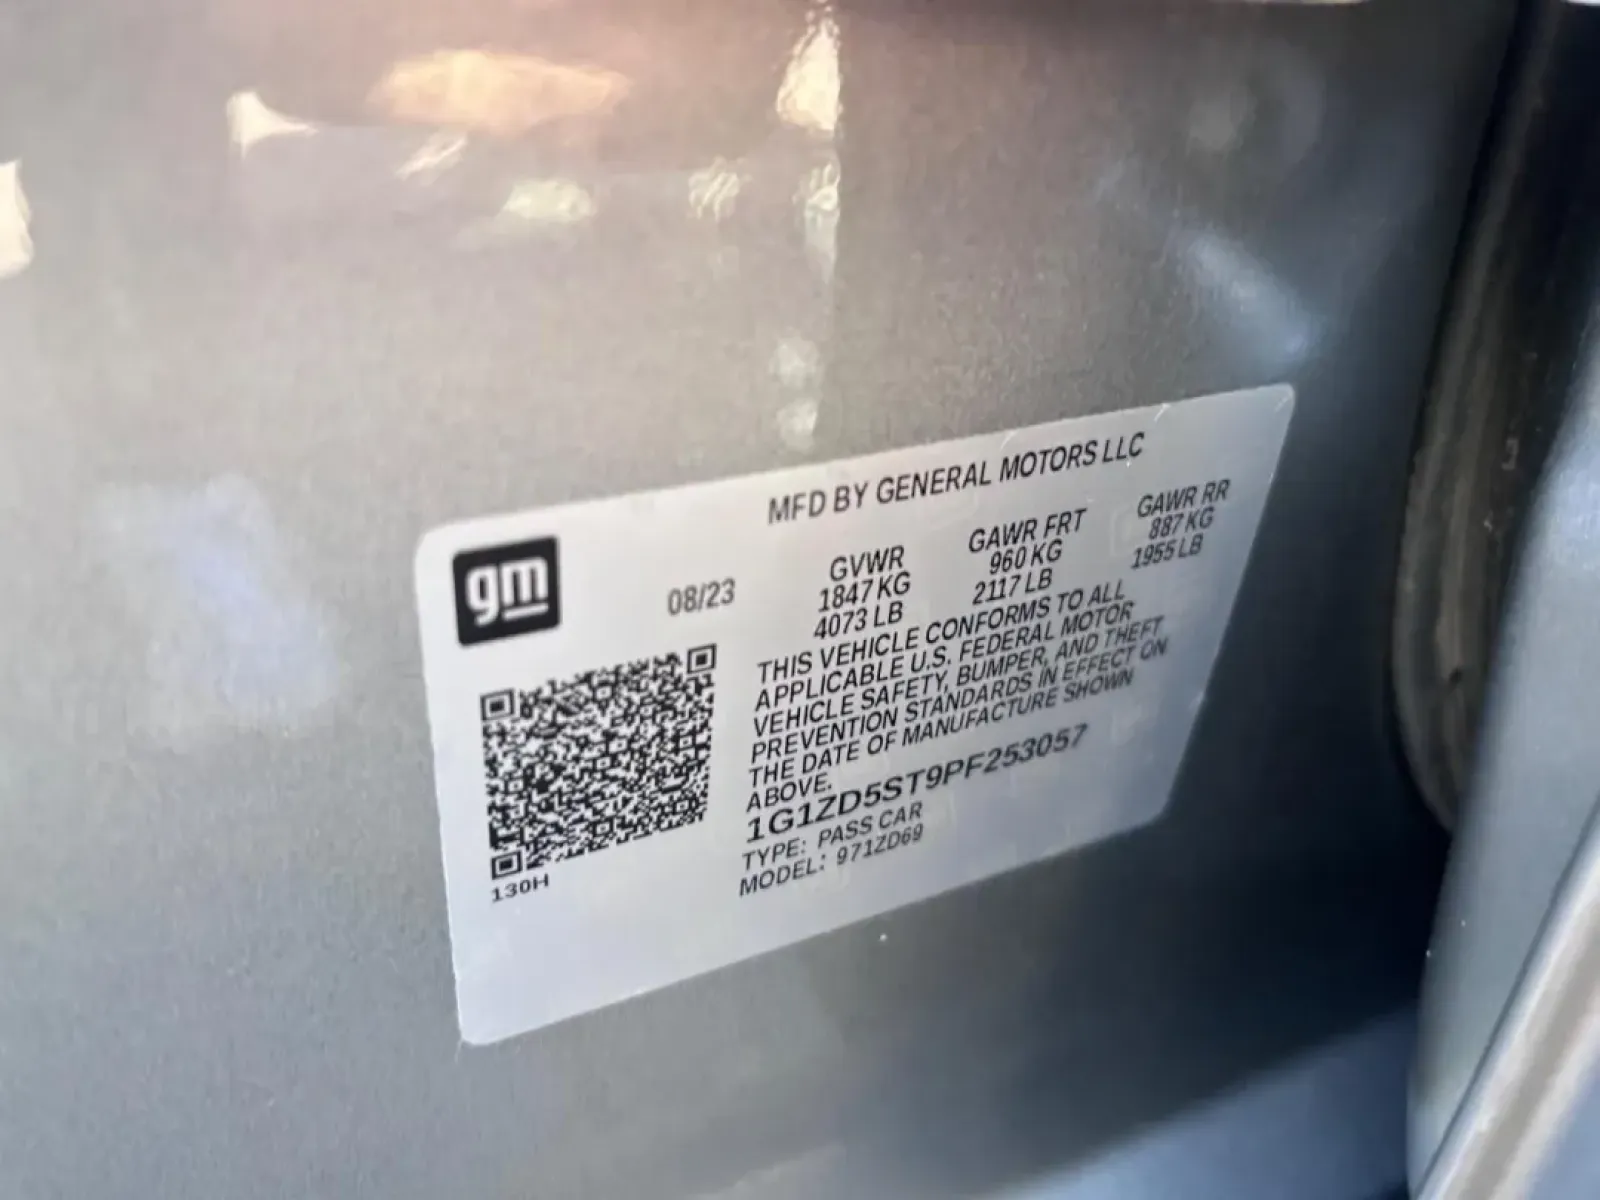 MFD BY GENERAL MOTORS LLC
gm
08/23
GVWR
1847 KG
4073 LB
GAWR FRT
960 KG
2117 LB
GAWR RR
887 KG
1955 LB
THIS VEHICLE CONFORMS TO ALL
APPLICABLE U.S. FEDERAL MOTOR
VEHICLE SAFETY, BUMPER, AND THEFT
PREVENTION STANDARDS IN EFFECT ON
THE DATE OF MANUFACTURE SHOWN
ABOVE.
1G1ZD5ST9PF253057
TYPE: PASS CAR
MODEL: 971ZD69
130H